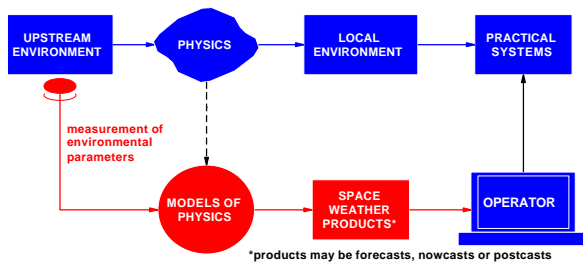 UPSTREAM
ENVIRONMENT
PHYSICS
LOCAL
ENVIRONMENT
PRACTICAL
SYSTEMS
measurement of
environmental
parameters
MODELS OF
PHYSICS
SPACE
WEATHER
PRODUCTS*
OPERATOR
*products may be forecasts, nowcasts or postcasts